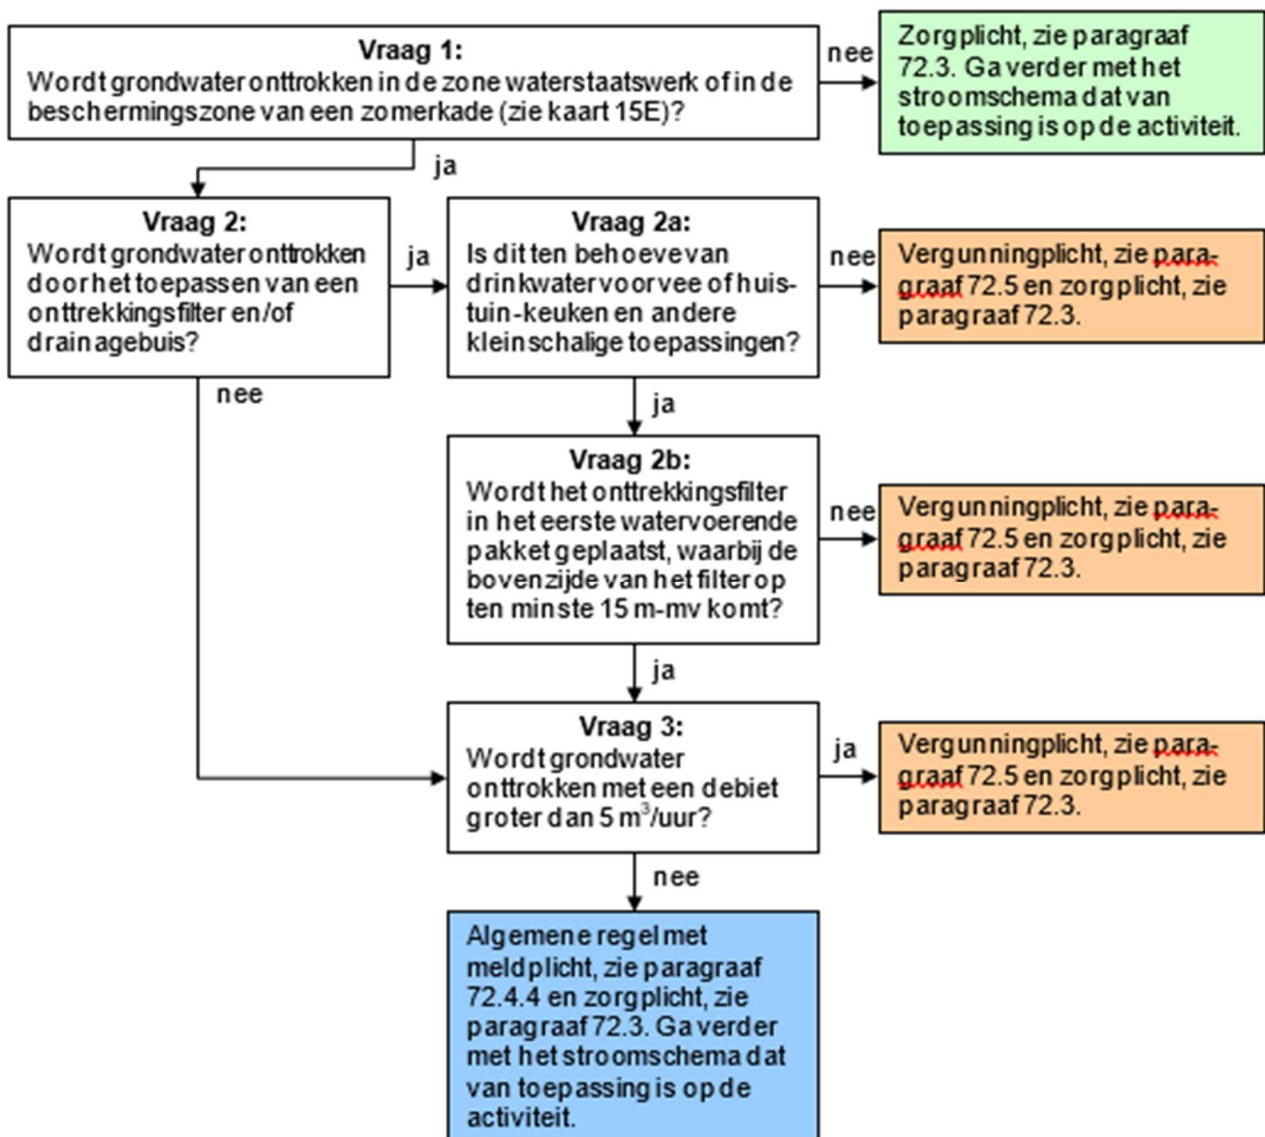 Vraag 1:
Wordt grondwater onttrokken in de zone waterstaatswerk of in de
beschermingszone van een zomerkade (zie kaart 15E)?
nee
Zorgplicht, zie paragraaf
72.3. Ga verder met het
stroomschema dat van
toepassing is op de activiteit.
ja
Vraag 2:
Wordt grondwater onttrokken
door het toepassen van een
onttrekkingsfilter en/of
drainagebuis?
ja
Vraag 2a:
Is dit ten behoeve van
drinkwater voor vee of huis-
tuin-keuken en andere
kleinschalige toepassingen?
nee
Vergunningplicht, zie para-
graaf 72.5 en zorgplicht, zie
paragraaf 72.3.
nee
ja
Vraag 2b:
Wordt het onttrekkingsfilter
in het eerste watervoerende
pakket geplaatst, waarbij de
bovenzijde van het filter op
ten minste 15 m-mv komt?
nee
Vergunningplicht, zie para-
graaf 72.5 en zorgplicht, zie
paragraaf 72.3.
ja
Vraag 3:
Wordt grondwater
onttrokken met een debiet
groter dan 5 m³/uur?
ja
Vergunningplicht, zie para-
graaf 72.5 en zorgplicht, zie
paragraaf 72.3.
nee
Algemene regel met
meldplicht, zie paragraaf
72.4.4 en zorgplicht, zie
paragraaf 72.3. Ga verder
met het stroomschema dat
van toepassing is op de
activiteit.